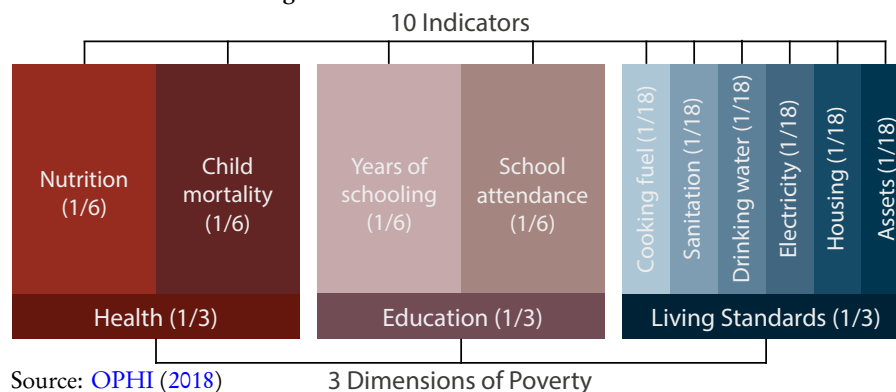 10 Indicators
Nutrition
(1/6)
Child
mortality
(1/6)
Years of
schooling
(1/6)
School
attendance
(1/6)
Cooking fuel (1/18)
Sanitation (1/18)
Drinking water (1/18)
Electricity (1/18)
Housing (1/18)
Assets (1/18)
Health (1/3)
Education (1/3)
Living Standards (1/3)
Source: OPHI (2018)
3 Dimensions of Poverty